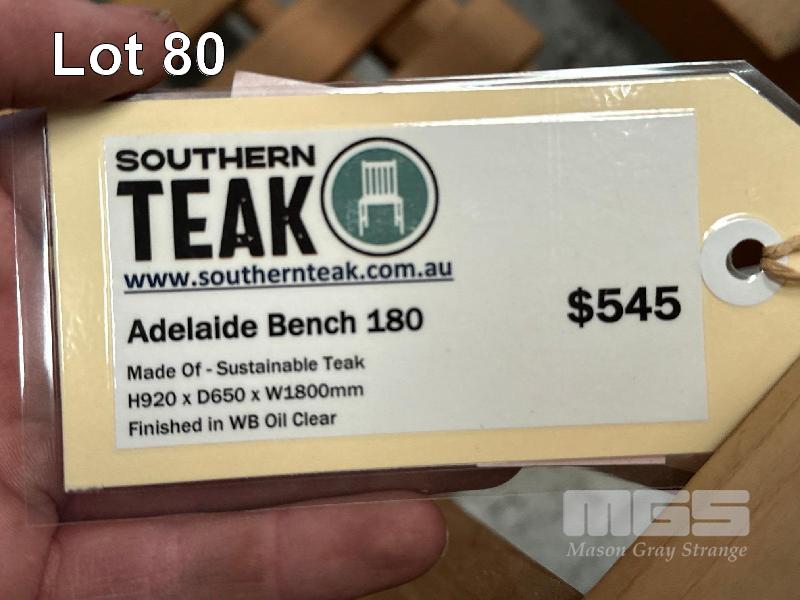 Lot 80
SOUTHERN
TEAK
www.southernteak.com.au
Adelaide Bench 180
$545
Made Of - Sustainable Teak
H920 x D650 x W1800mm
Finished in WB Oil Clear
MGS
Mason Gray Strange